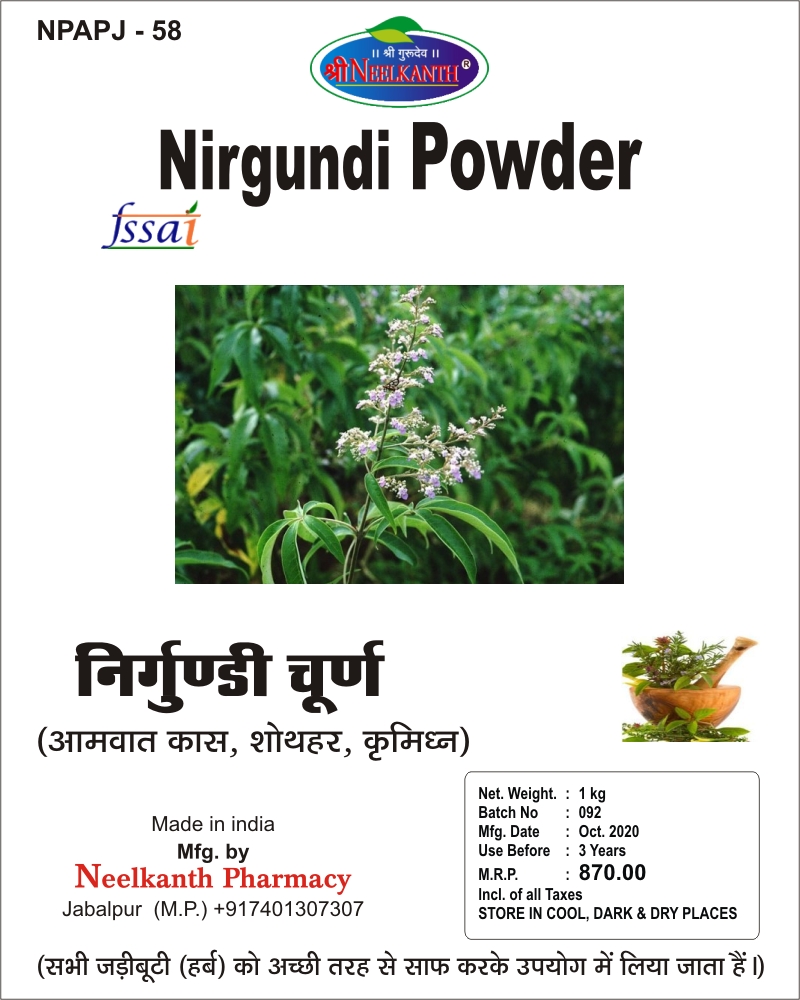 NPAPJ - 58
।। श्री गुरूदेव ।।
श्री NEELKANTH ®
Nirgundi Powder
fssai
निर्गुण्डी चूर्ण
(आमवात कास, शोथहर, कृमिध्न)
Net. Weight. : 1 kg
Batch No : 092
Mfg. Date : Oct. 2020
Use Before : 3 Years
M.R.P. : 870.00
Incl. of all Taxes
STORE IN COOL, DARK & DRY PLACES
Made in india
Mfg. by
Neelkanth Pharmacy
Jabalpur (M.P.) +917401307307
(सभी जड़ीबूटी (हर्ब) को अच्छी तरह से साफ करके उपयोग में लिया जाता हैं।)